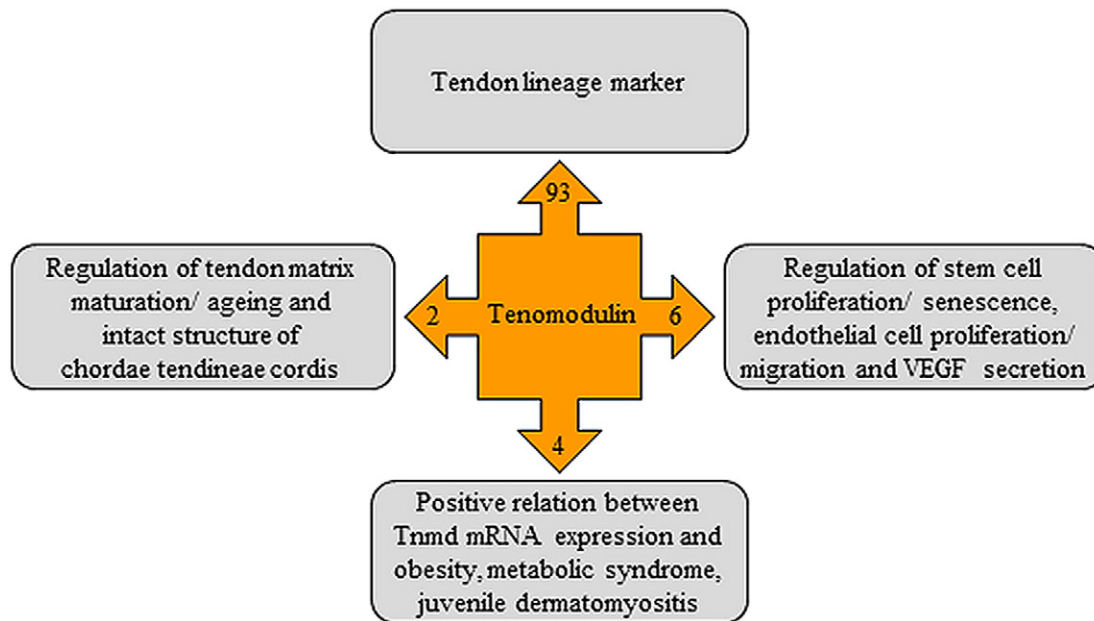 Tendon lineage marker
93
Regulation of tendon matrix
maturation/ ageing and
intact structure of
chordae tendineae cordis
2
Tenomodulin
6
Regulation of stem cell
proliferation/ senescence,
endothelial cell proliferation/
migration and VEGF secretion
4
Positive relation between
Tnmd mRNA expression and
obesity, metabolic syndrome,
juvenile dermatomyositis